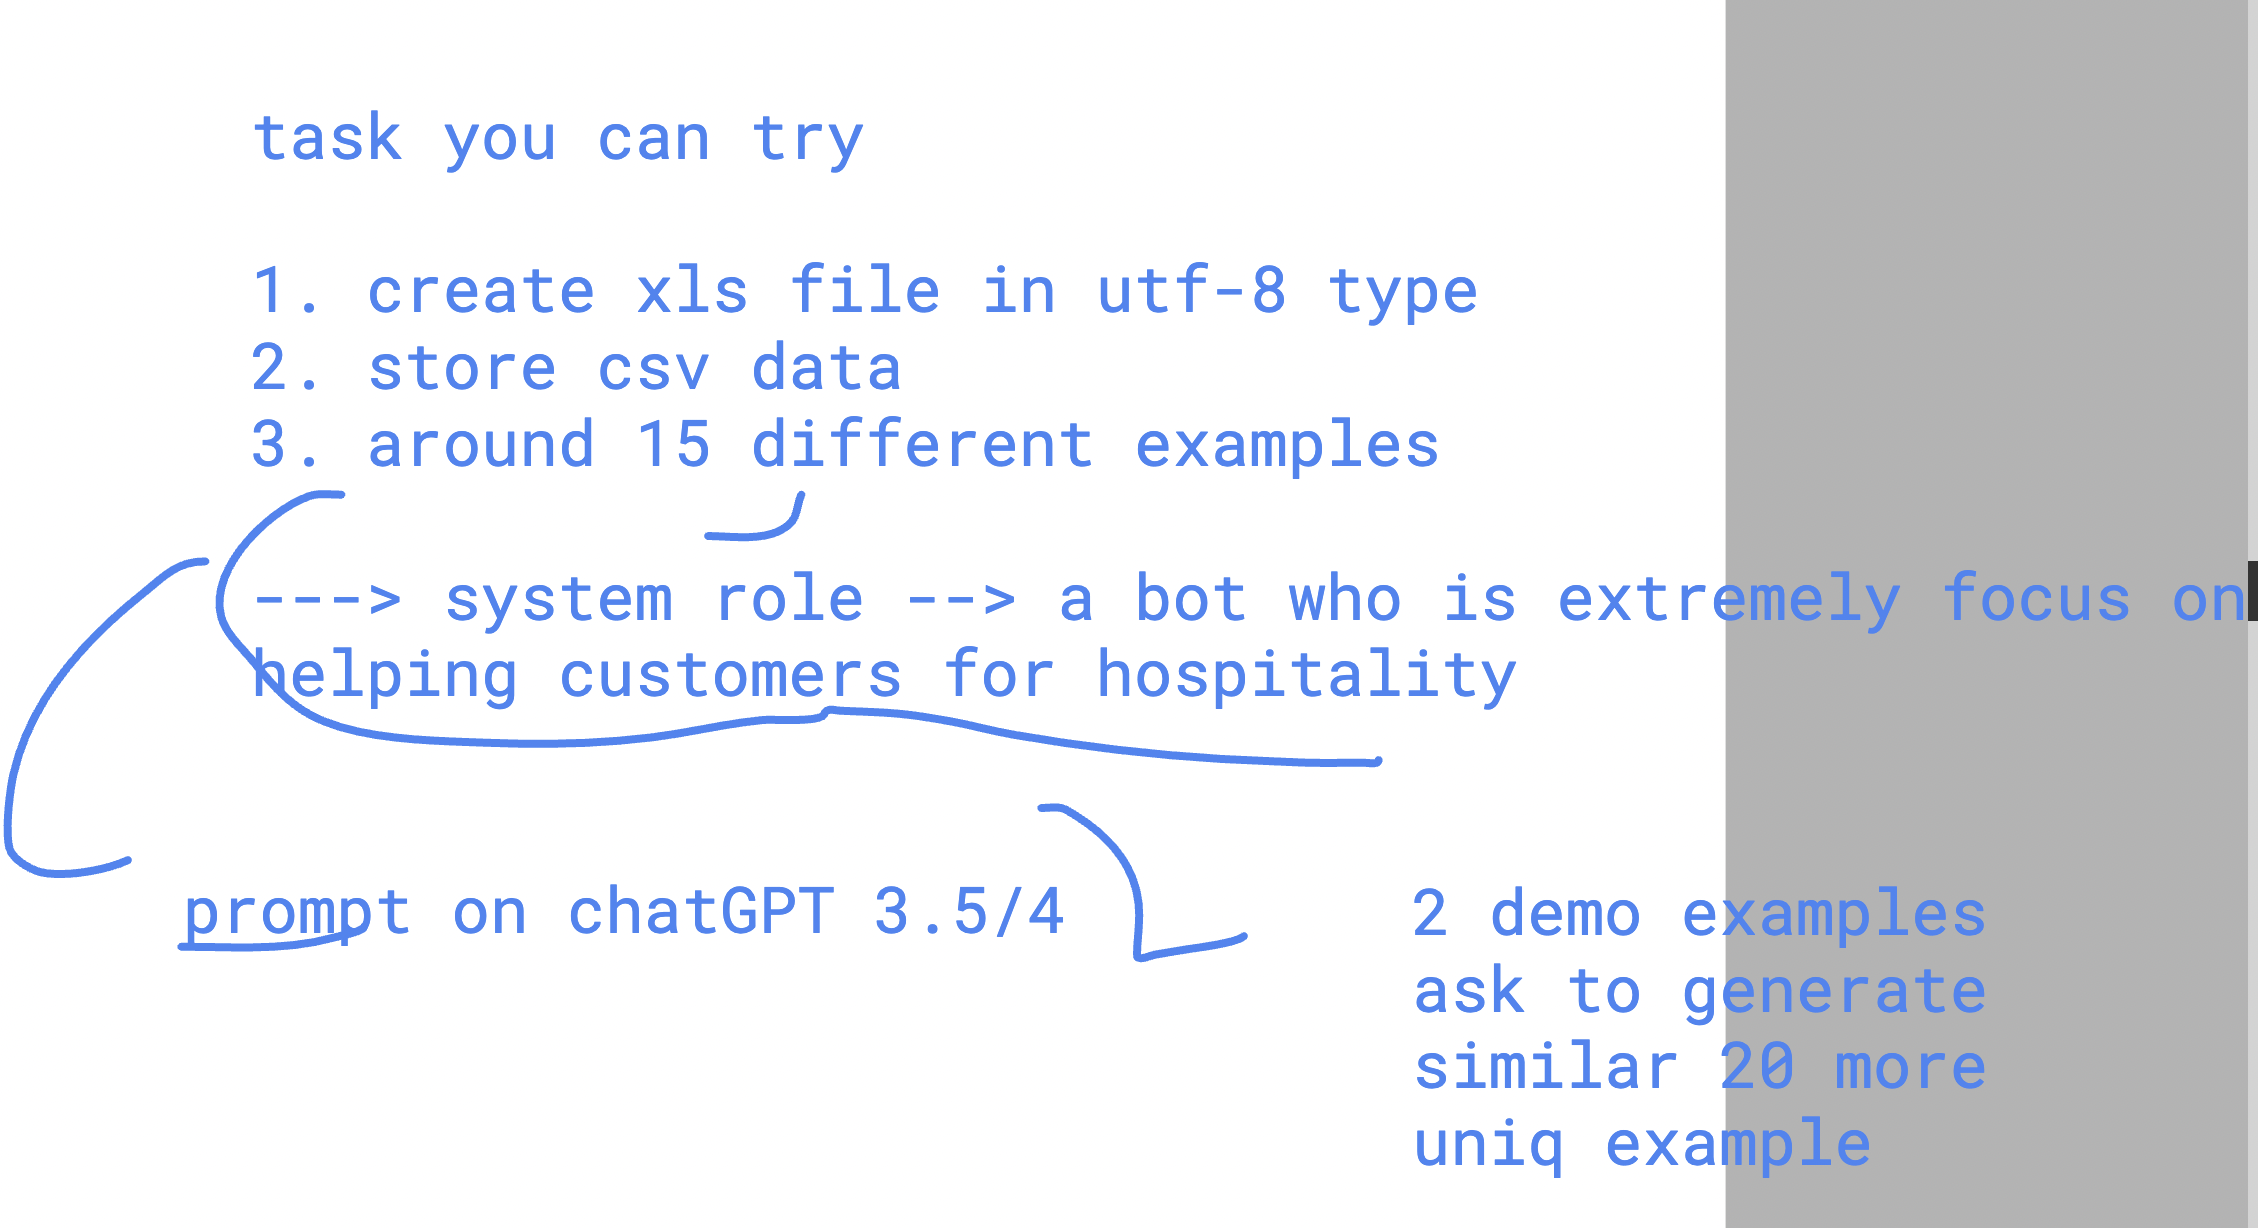 task you can try
1. create xls file in utf-8 type
2. store csv data
3. around 15 different examples
---> system role --> a bot who is extremely focus on
helping customers for hospitality
prompt on chatGPT 3.5/4
2 demo examples
ask to generate
similar 20 more
uniq example